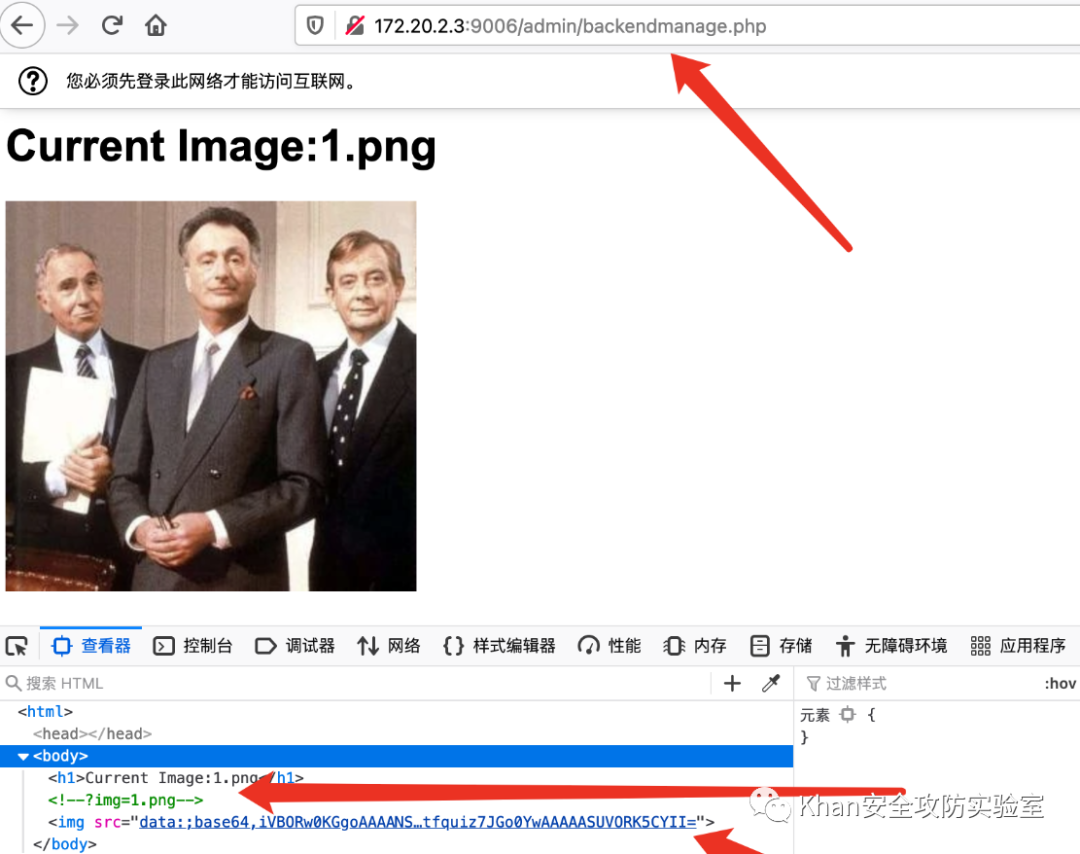 172.20.2.3:9006/admin/backendmanage.php
您必须先登录此网络才能访问互联网。
Current Image:1.png
查看器 控制台 调试器 网络 样式编辑器 性能 内存 存储 无障碍环境 应用程序
搜索 HTML
过滤样式 :hov
<html>
<head></head>
<body>
<h1>Current Image:1.png</h1>
<!--?img=1.png-->
<img src="data:;base64,iVBORw0KGgoAAAANS…tfquiz7JGo0YwAAAAASUVORK5CYII=">
</body>
元素 {
}
Khan安全攻防实验室